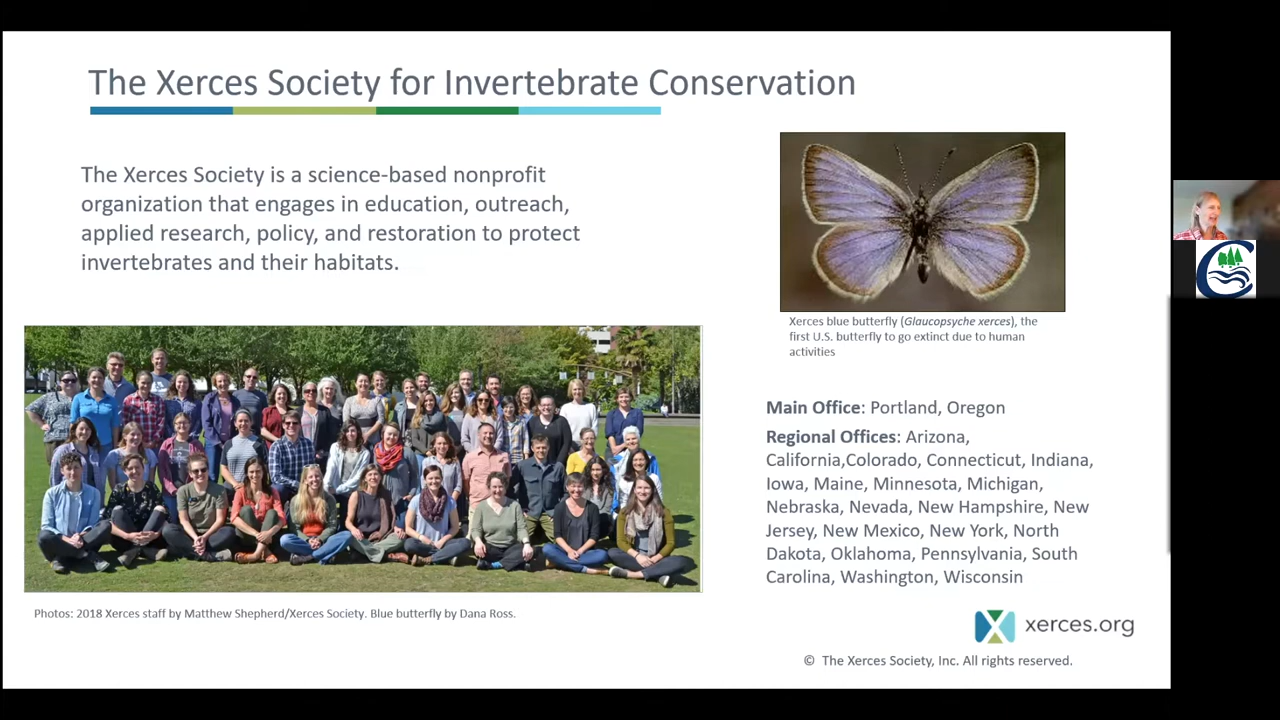 The Xerces Society for Invertebrate Conservation
The Xerces Society is a science-based nonprofit
organization that engages in education, outreach,
applied research, policy, and restoration to protect
invertebrates and their habitats.
Xerces blue butterfly (Glaucopsyche xerces), the
first U.S. butterfly to go extinct due to human
activities
Main Office: Portland, Oregon
Regional Offices: Arizona,
California,Colorado, Connecticut, Indiana,
Iowa, Maine, Minnesota, Michigan,
Nebraska, Nevada, New Hampshire, New
Jersey, New Mexico, New York, North
Dakota, Oklahoma, Pennsylvania, South
Carolina, Washington, Wisconsin
Photos: 2018 Xerces staff by Matthew Shepherd/Xerces Society. Blue butterfly by Dana Ross.
xerces.org
© The Xerces Society, Inc. All rights reserved.